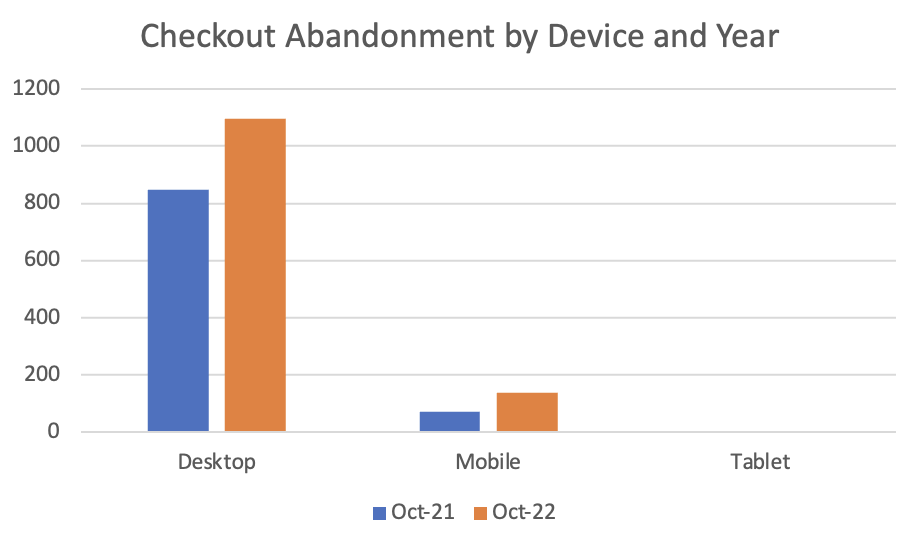 Checkout Abandonment by Device and Year
1200
1000
800
600
400
200
0
Desktop Mobile Tablet
Oct-21 Oct-22